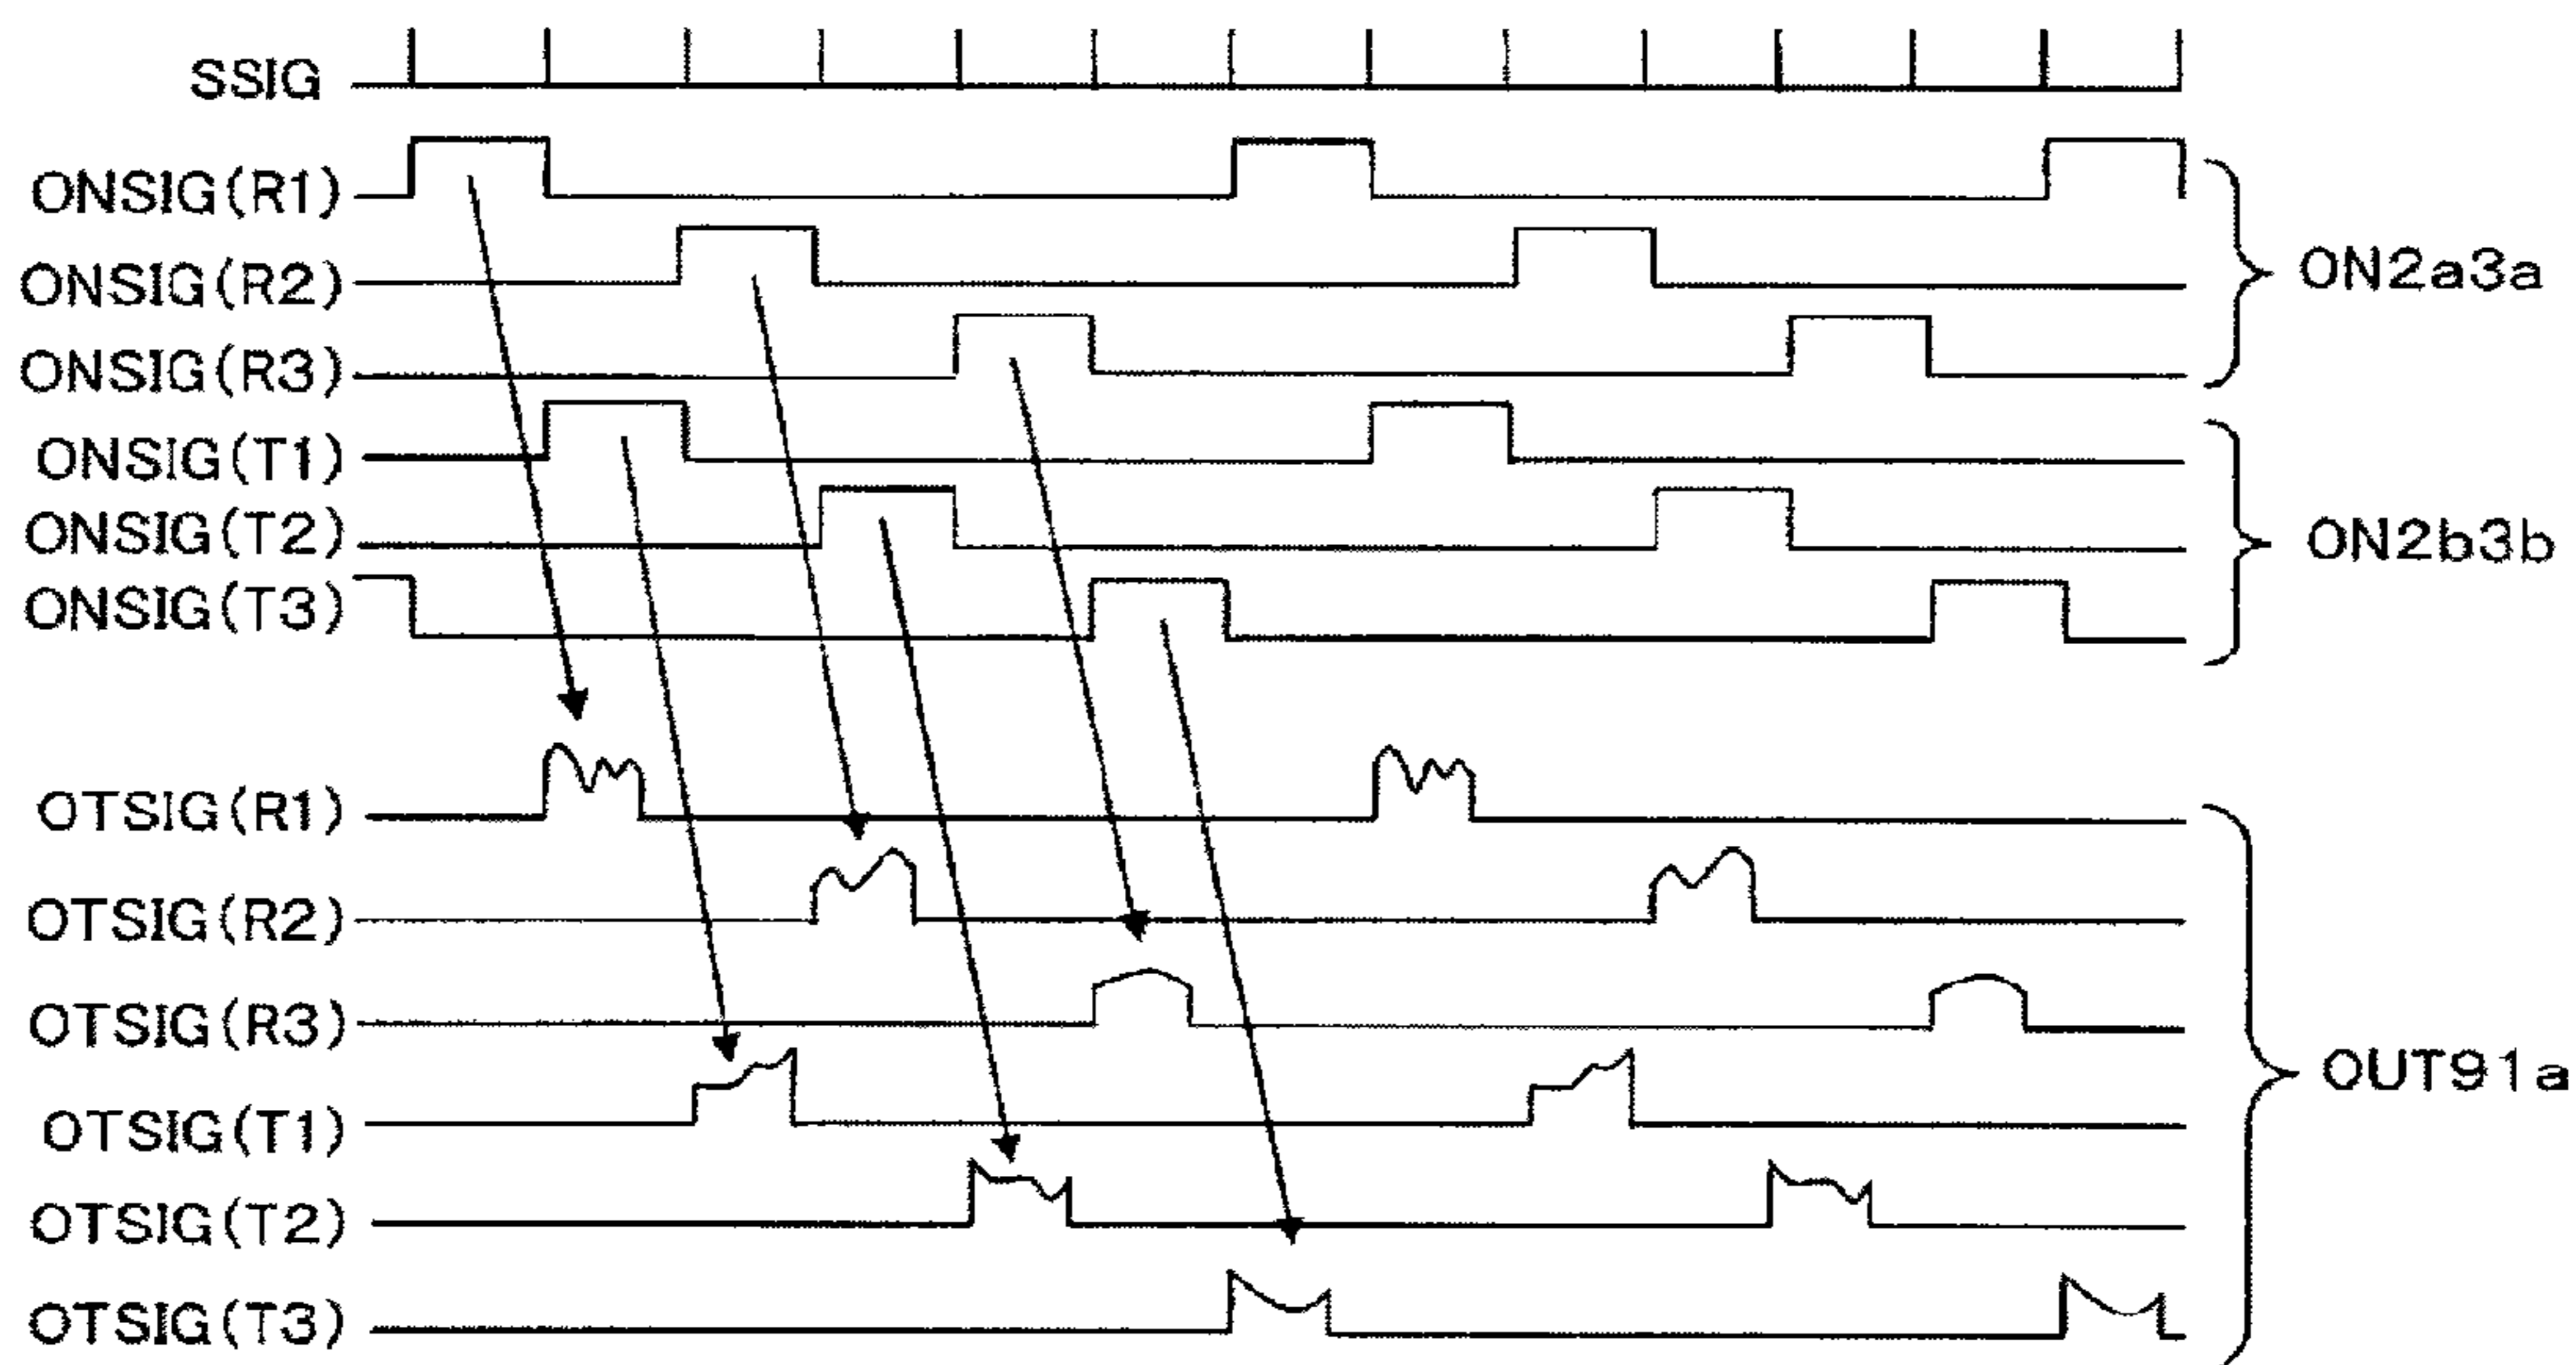 SSIG
ONSIG(R1)
ONSIG(R2)
ONSIG(R3)
ON2a3a
ONSIG(T1)
ONSIG(T2)
ONSIG(T3)
ON2b3b
OTSIG(R1)
OTSIG(R2)
OTSIG(R3)
OTSIG(T1)
OTSIG(T2)
OTSIG(T3)
OUT91a